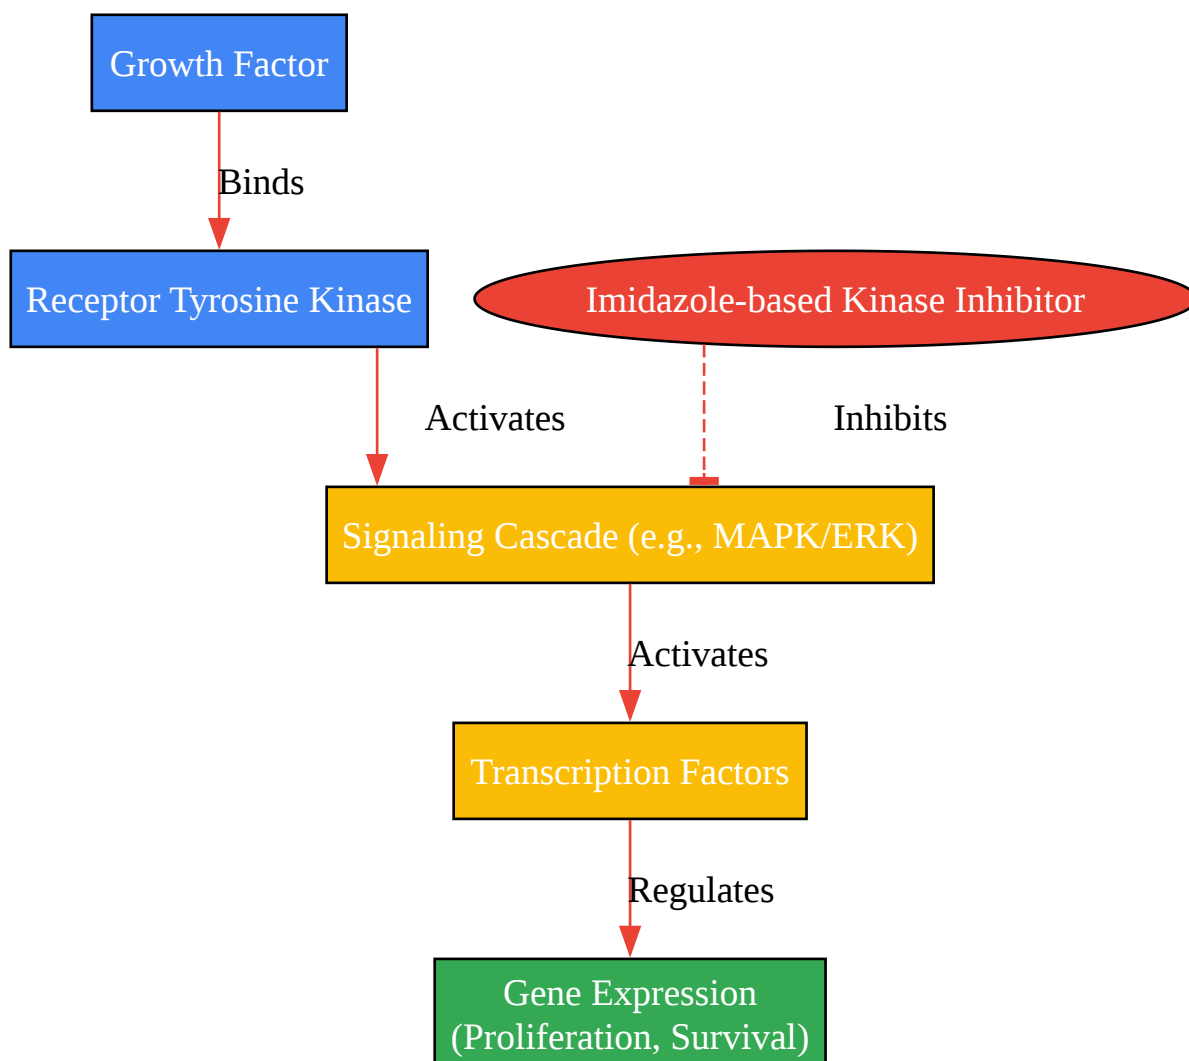 Growth Factor
Binds
Receptor Tyrosine Kinase
Imidazole-based Kinase Inhibitor
Activates
Inhibits
Signaling Cascade (e.g., MAPK/ERK)
Activates
Transcription Factors
Regulates
Gene Expression
(Proliferation, Survival)